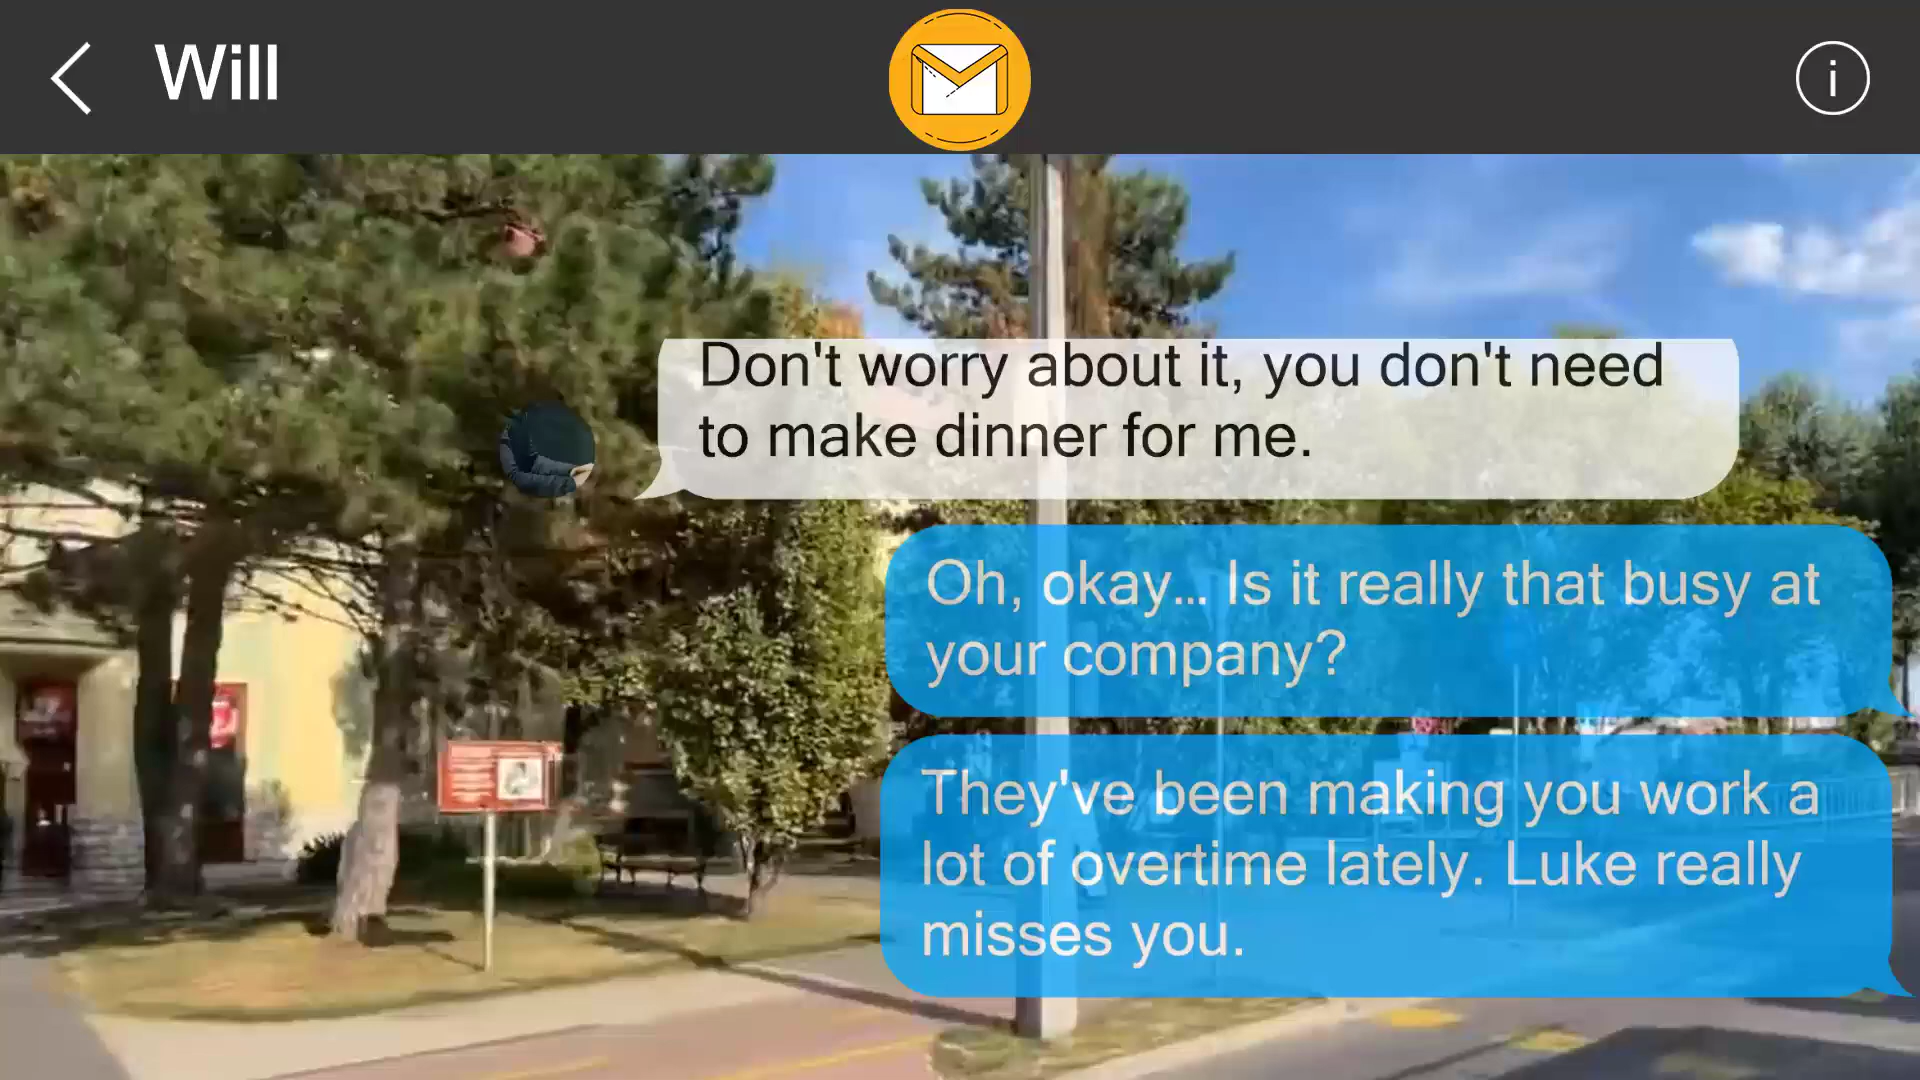 Will
Don't worry about it, you don't need
to make dinner for me.
Oh, okay... Is it really that busy at
your company?
They've been making you work a
lot of overtime lately. Luke really
misses you.